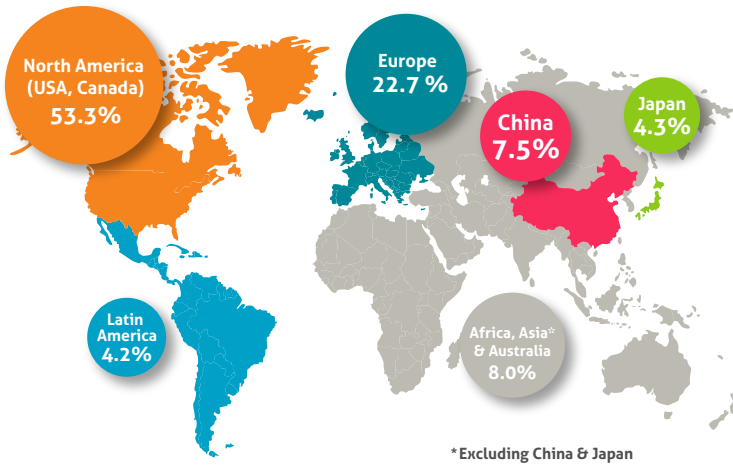 North America
(USA, Canada)
53.3%
Europe
22.7 %
China
7.5%
Japan
4.3%
Latin
America
4.2%
Africa, Asia*
& Australia
8.0%
*Excluding China & Japan